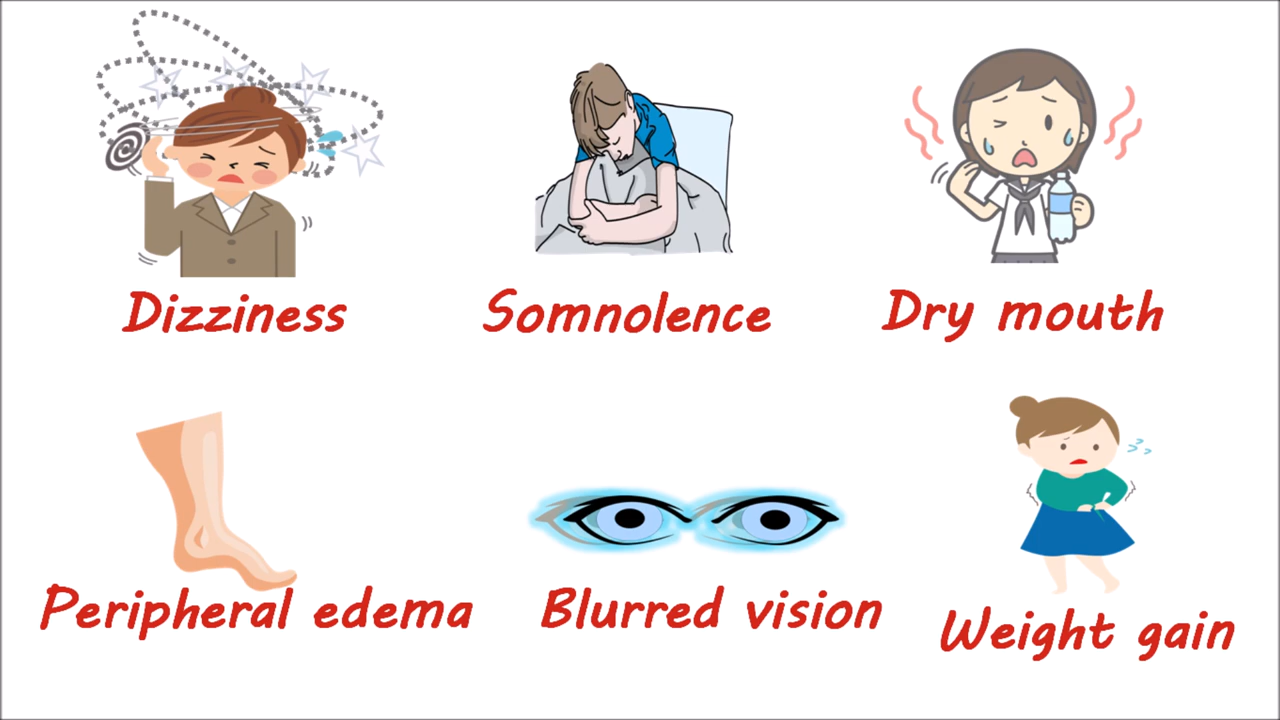 Dizziness
Somnolence
Dry mouth
Peripheral edema
Blurred vision
Weight gain